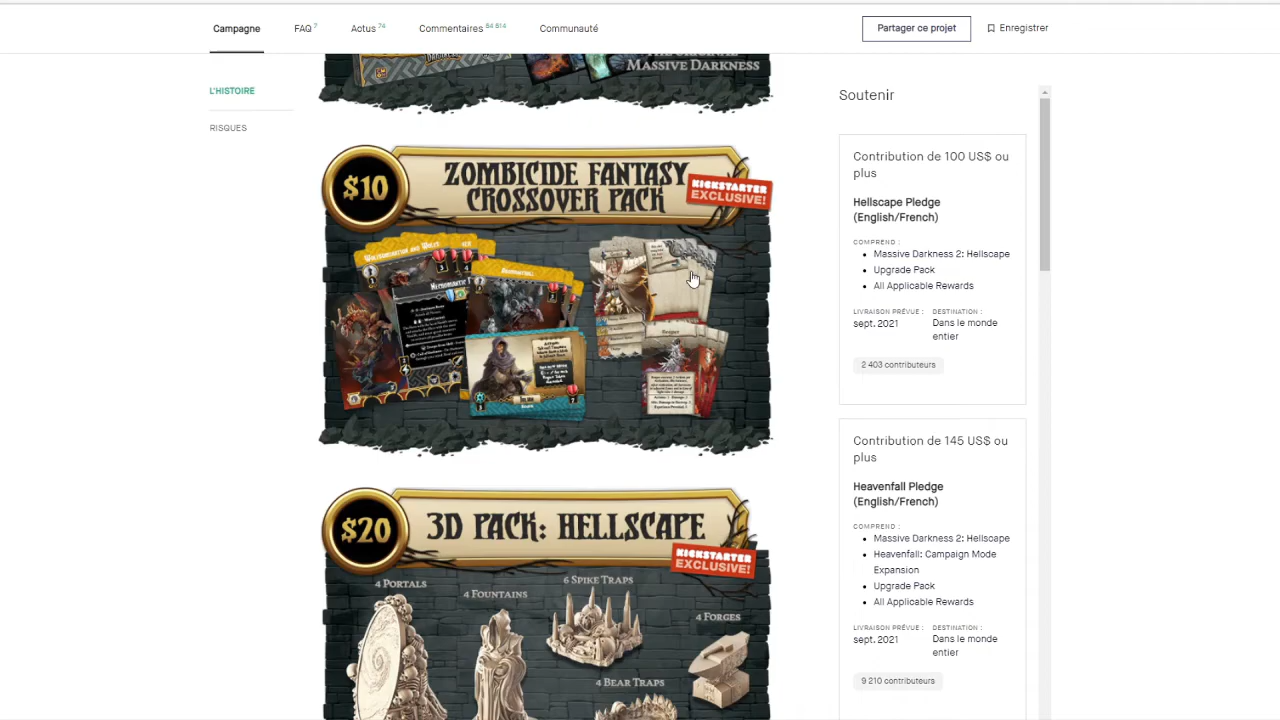 Campagne
FAQ 7
Actus 74
Commentaires 54 514
Communauté
Partager ce projet
Enregistrer
L'HISTOIRE
RISQUES
MASSIVE DARKNESS
$10
ZOMBICIDE FANTASY
CROSSOVER PACK
KICKSTARTER
EXCLUSIVE!
$20
3D PACK: HELLSCAPE
KICKSTARTER
EXCLUSIVE!
4 PORTALS
4 FOUNTAINS
6 SPIKE TRAPS
4 FORGES
4 BEAR TRAPS
Soutenir
Contribution de 100 US$ ou
plus
Hellscape Pledge
(English/French)
COMPREND :
Massive Darkness 2: Hellscape
Upgrade Pack
All Applicable Rewards
LIVRAISON PRÉVUE : DESTINATION :
sept. 2021 Dans le monde
entier
2 403 contributeurs
Contribution de 145 US$ ou
plus
Heavenfall Pledge
(English/French)
COMPREND :
Massive Darkness 2: Hellscape
Heavenfall: Campaign Mode
Expansion
Upgrade Pack
All Applicable Rewards
LIVRAISON PRÉVUE : DESTINATION :
sept. 2021 Dans le monde
entier
9 210 contributeurs